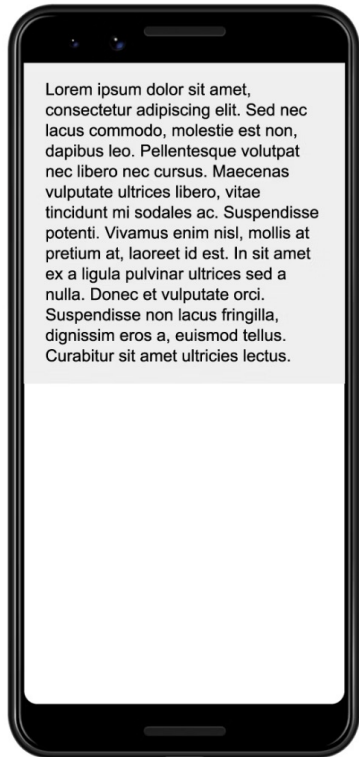 Lorem ipsum dolor sit amet,
consectetur adipiscing elit. Sed nec
lacus commodo, molestie est non,
dapibus leo. Pellentesque volutpat
nec libero nec cursus. Maecenas
vulputate ultrices libero, vitae
tincidunt mi sodales ac. Suspendisse
potenti. Vivamus enim nisl, mollis at
pretium at, laoreet id est. In sit amet
ex a ligula pulvinar ultrices sed a
nulla. Donec et vulputate orci.
Suspendisse non lacus fringilla,
dignissim eros a, euismod tellus.
Curabitur sit amet ultricies lectus.